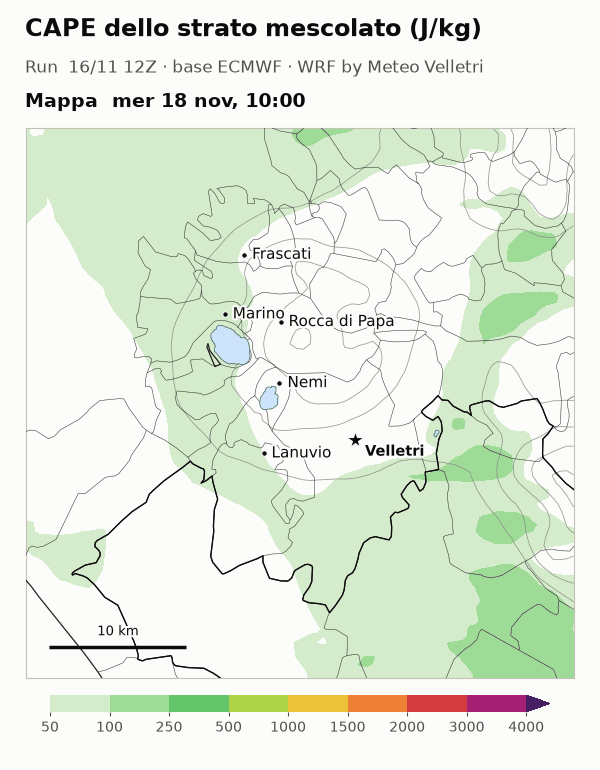 CAPE dello strato mescolato (J/kg)
Run  16/11 12Z · base ECMWF · WRF by Meteo Velletri
Mappa  mer 18 nov, 10:00
Frascati
Marino
Rocca di Papa
Nemi
Velletri
Lanuvio
10 km
50 100 250 500 1000 1500 2000 3000 4000